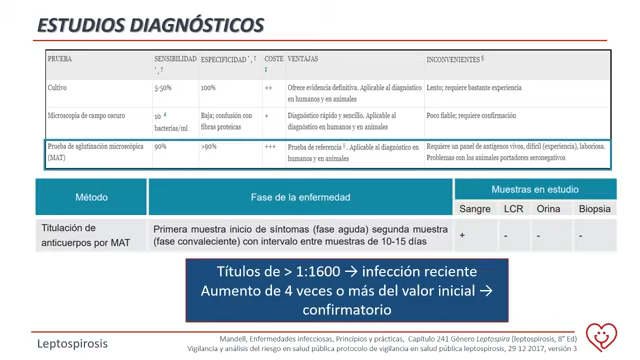 ESTUDIOS DIAGNÓSTICOS
PRUEBA SENSIBILIDAD *,† ESPECIFICIDAD *,† COSTE ‡ VENTAJAS INCONVENIENTES §
Cultivo 5-50% 100% ++ Ofrece evidencia definitiva. Aplicable al diagnóstico en humanos y en animales Lento; requiere bastante experiencia
Microscopia de campo oscuro 10 4 bacterias/ml Baja; confusión con fibras proteicas + Diagnóstico rápido y sencillo. Aplicable al diagnóstico en humanos y en animales Poco fiable; requiere confirmación
Prueba de aglutinación microscópica (MAT) 90% >90% +++ Prueba de referencia §. Aplicable al diagnóstico en humanos y en animales Requiere un panel de antígenos vivos, difícil (experiencia), laboriosa. Problemas con los animales portadores seronegativos
Método Fase de la enfermedad Muestras en estudio
Sangre LCR Orina Biopsia
Titulación de anticuerpos por MAT Primera muestra inicio de síntomas (fase aguda) segunda muestra (fase convaleciente) con intervalo entre muestras de 10-15 días + - - -
Títulos de > 1:1600 → infección reciente
Aumento de 4 veces o más del valor inicial →
confirmatorio
Leptospirosis
Mandell, Enfermedades infecciosas, Principios y prácticas, Capítulo 241 Género Leptospira (leptospirosis, 8° Ed)
Vigilancia y análisis del riesgo en salud pública protocolo de vigilancia en salud pública leptospirosis, 29 12 2017, versión 3